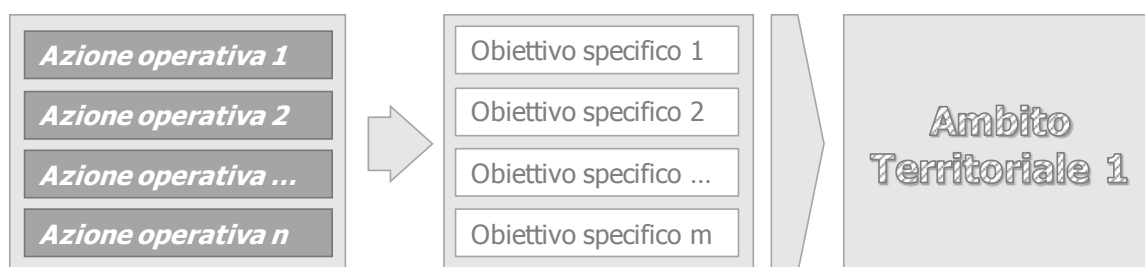 Azione operativa 1
Azione operativa 2
Azione operativa ...
Azione operativa n
Obiettivo specifico 1
Obiettivo specifico 2
Obiettivo specifico ...
Obiettivo specifico m
Ambito
Territoriale 1